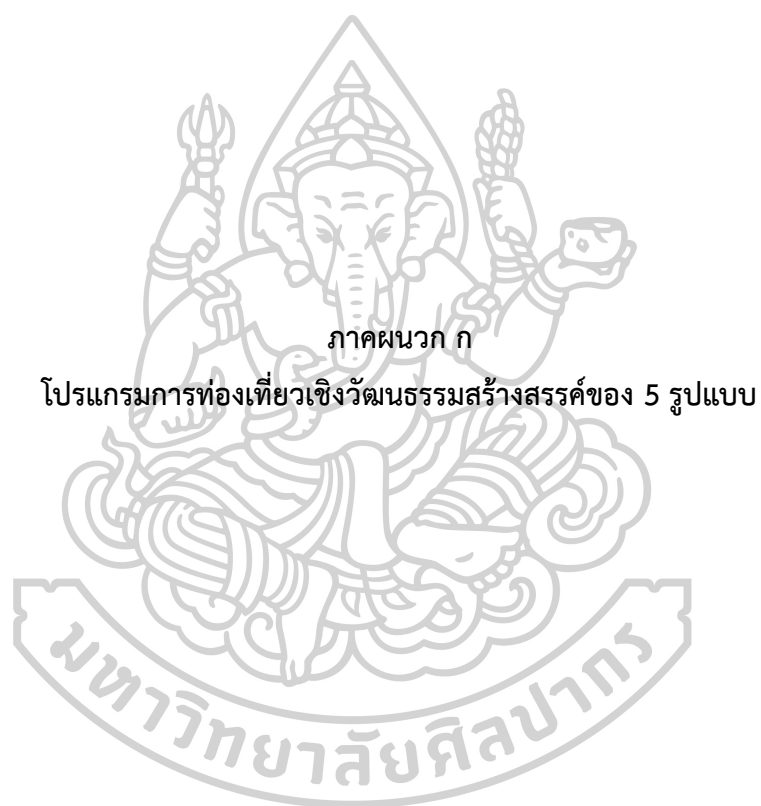 ภาคผนวก ก
โปรแกรมการท่องเที่ยวเชิงวัฒนธรรมสร้างสรรค์ของ 5 รูปแบบ
มหาวิทยาลัยศิลปากร